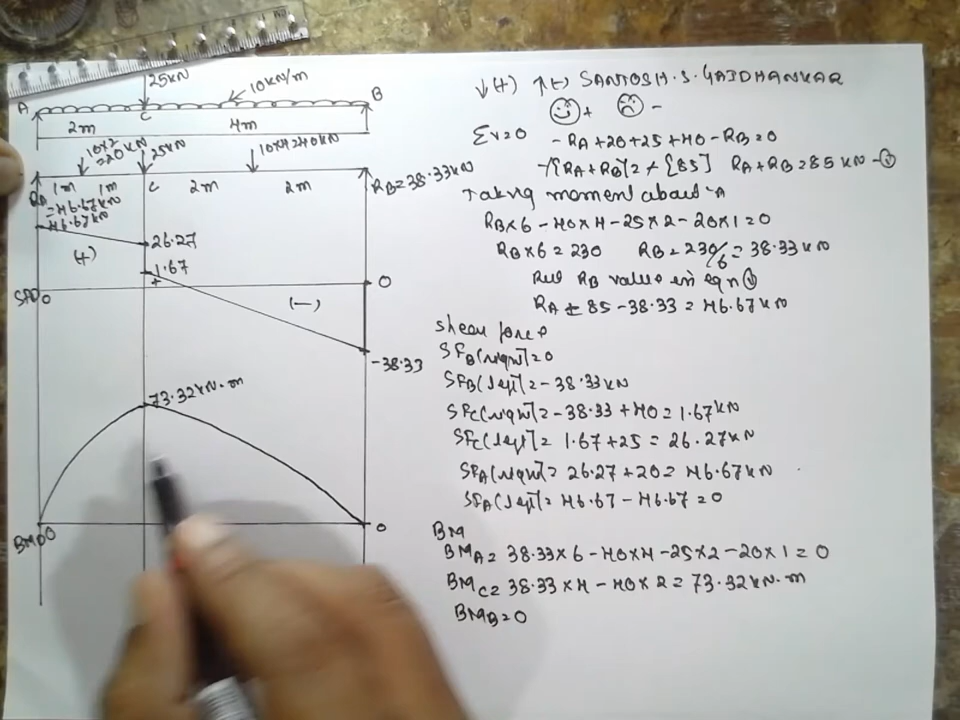 25kN
10kN/m
A
C
B
2m
4m
10×2
=20kN
25kN
10×4=40kN
1m
1m
C
2m
2m
RB=38.33kN
RA
=46.67kN
46.67kN
(+)
26.27
1.67
+
SFD 0
0
(-)
-38.33
73.32kN.m
BMD 0
0
↓(+) ↑(-) SANTOSH.S.GAJDHANKAR
+ -
Σv=0 -RA+20+25+40-RB=0
-/[RA+RB]=-/[85] RA+RB=85 kN-①
Taking moment about 'A
RB×6-40×4-25×2-20×1=0
RB×6=230 RB=230/6=38.33kN
Put RB value in eqn ①
RA=85-38.33=46.67kN
Shear force
SFB(right)=0
SFB(left)=-38.33kN
SFC(right)=-38.33+40=1.67kN
SFC(left)=1.67+25=26.27kN
SFA(right)=26.27+20=46.67kN
SFA(left)=46.67-46.67=0
BM
BMA=38.33×6-40×4-25×2-20×1=0
BMC=38.33×4-40×2=73.32kN.m
BMB=0